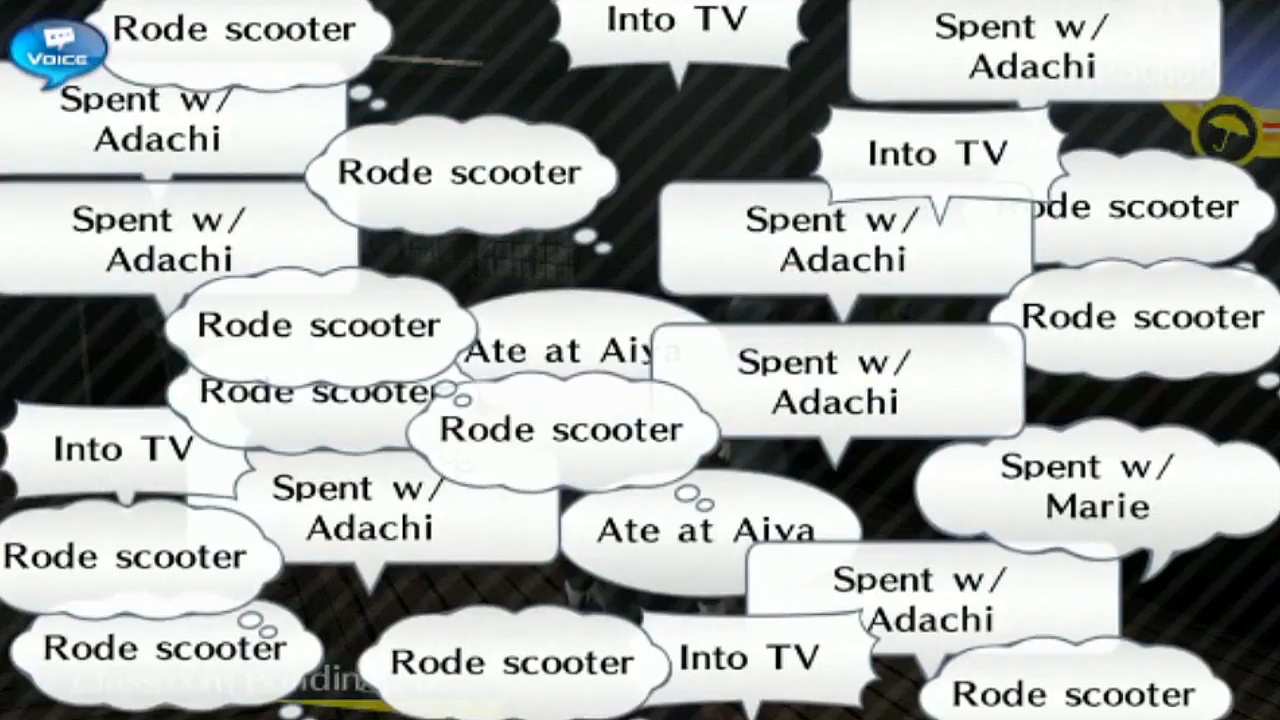 Rode scooter
Into TV
Spent w/
Adachi
VOICE
Spent w/
Adachi
Rode scooter
Into TV
Spent w/
Adachi
Spent w/
Adachi
ode scooter
Rode scooter
Ate at Aiya
Rode scooter
Spent w/
Adachi
Rode scooter
Rode scooter
Into TV
Spent w/
Marie
Spent w/
Adachi
Ate at Aiya
Rode scooter
Spent w/
Adachi
Rode scooter
Rode scooter
Into TV
Rode scooter